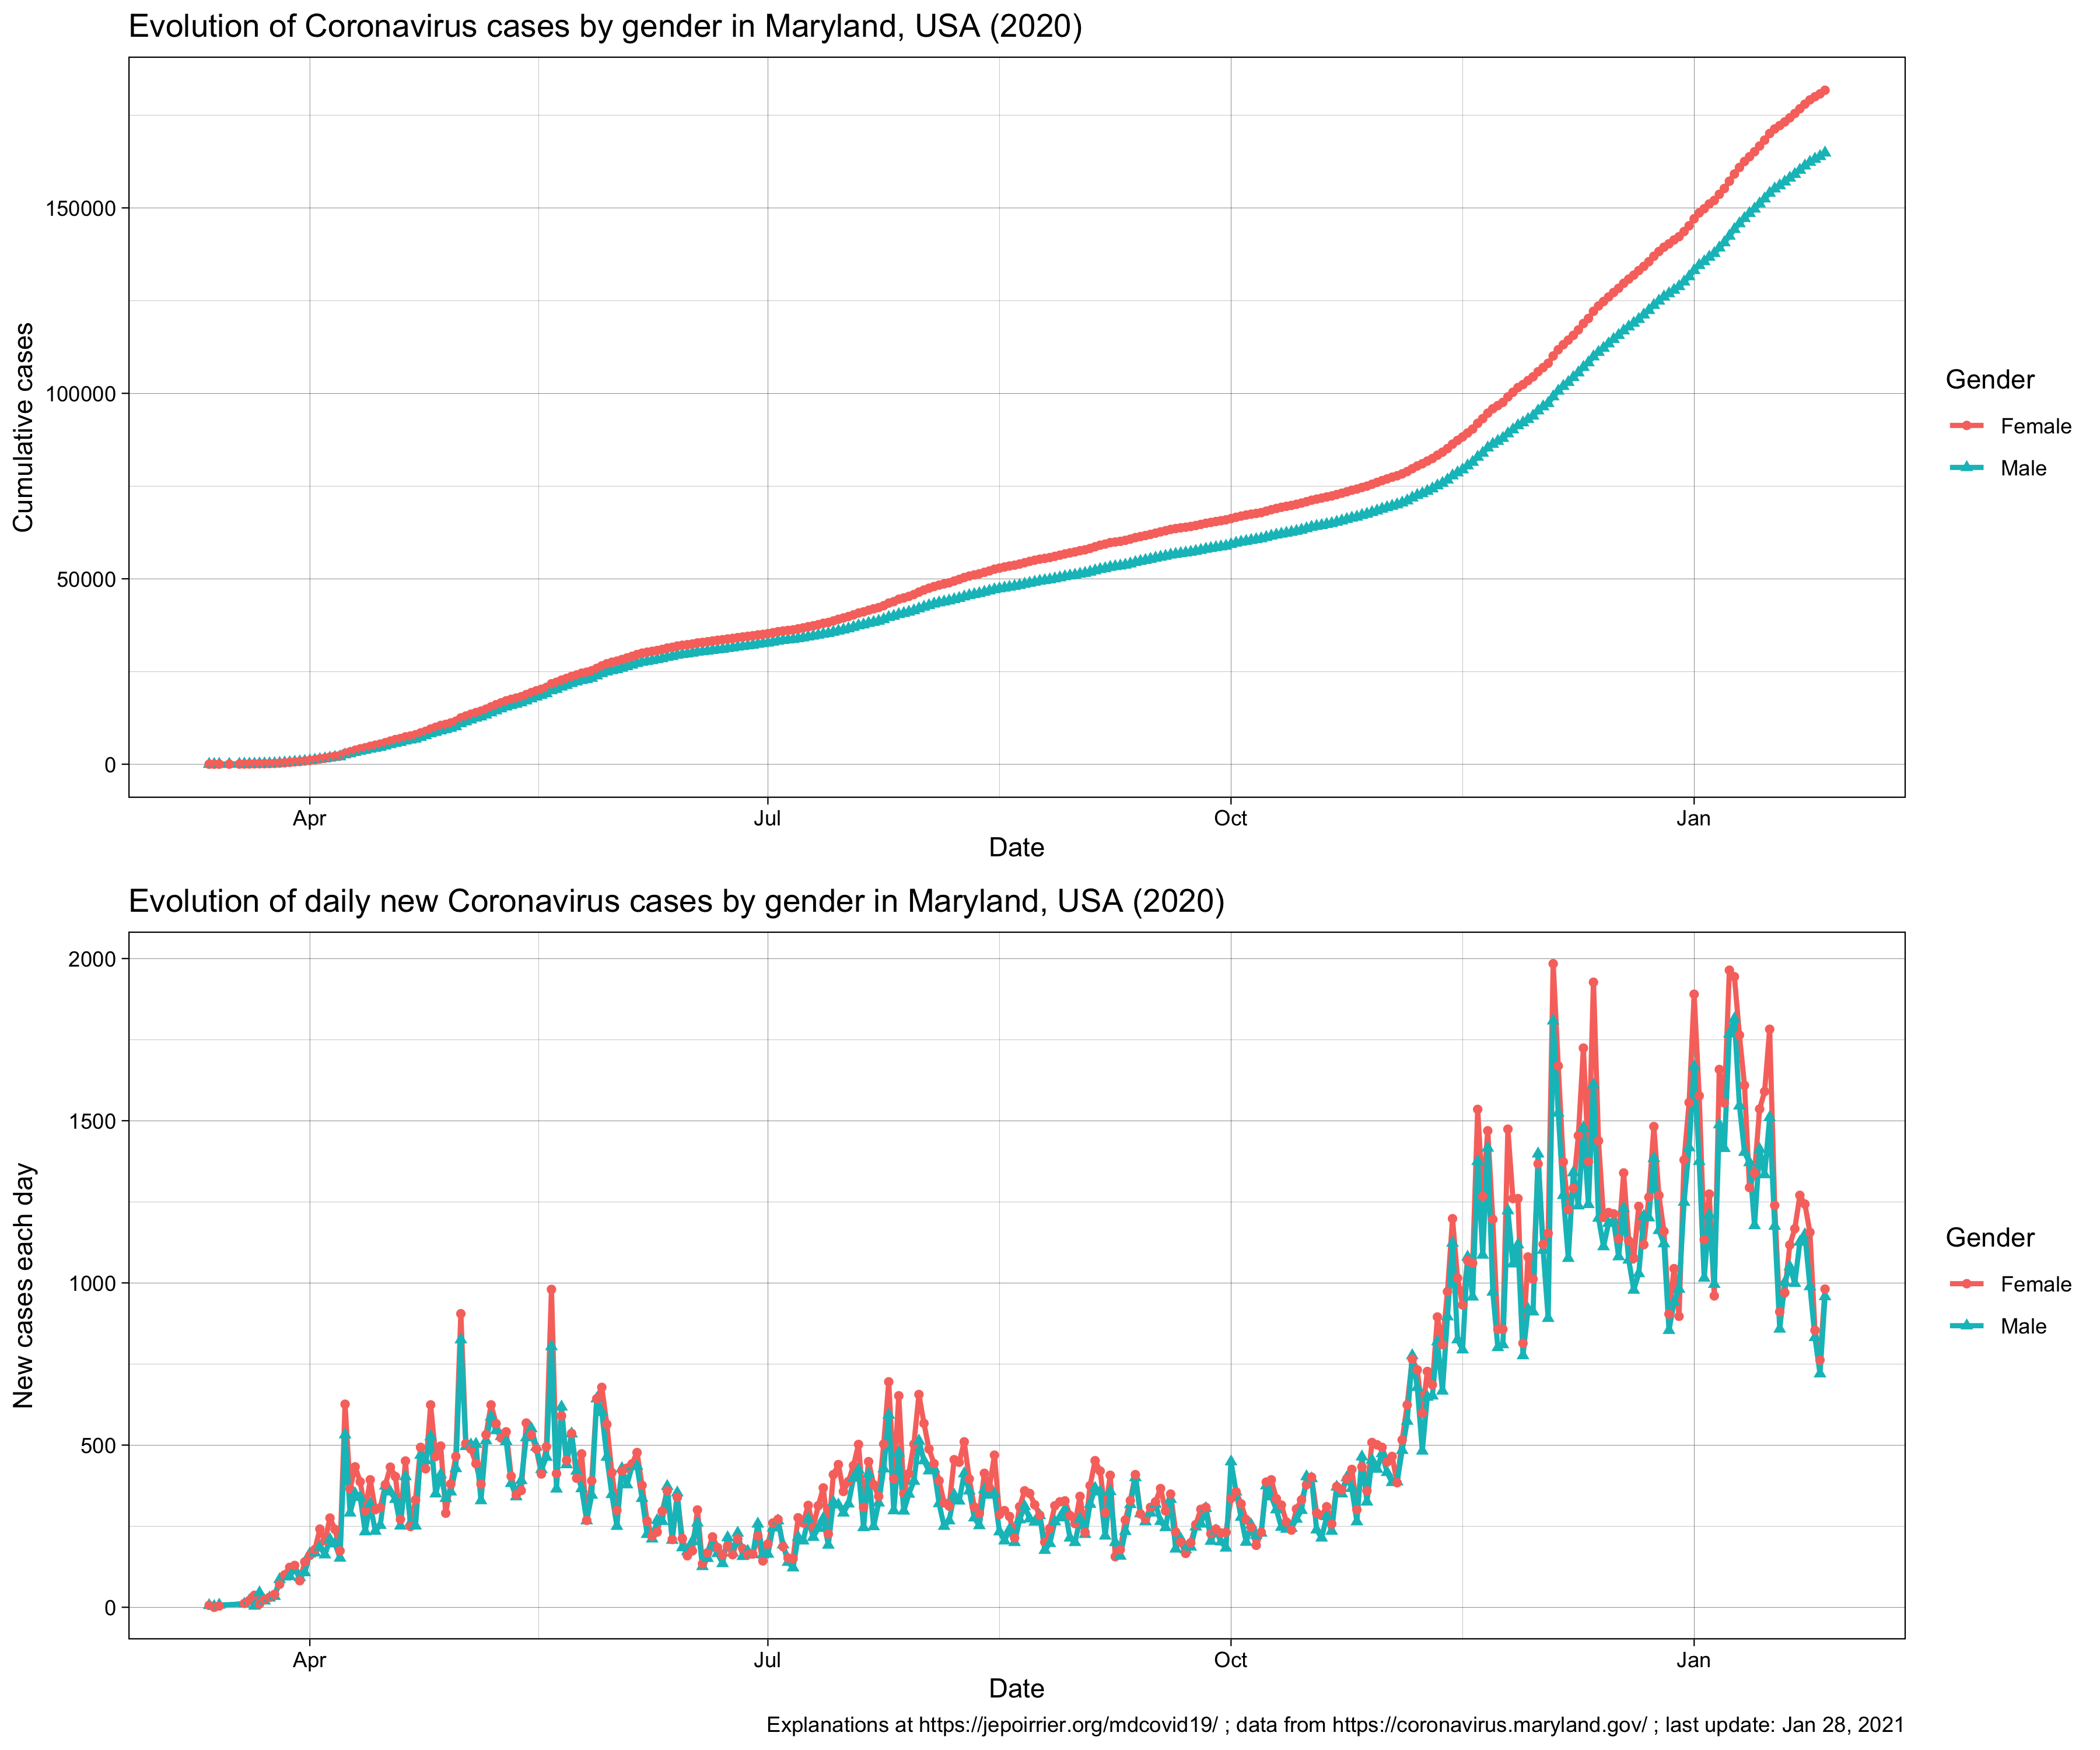 Evolution of Coronavirus cases by gender in Maryland, USA (2020)
Cumulative cases
150000
100000
50000
0
Apr
Jul
Oct
Jan
Date
Gender
Female
Male
Evolution of daily new Coronavirus cases by gender in Maryland, USA (2020)
New cases each day
2000
1500
1000
500
0
Apr
Jul
Oct
Jan
Date
Gender
Female
Male
Explanations at https://jepoirrier.org/mdcovid19/ ; data from https://coronavirus.maryland.gov/ ; last update: Jan 28, 2021